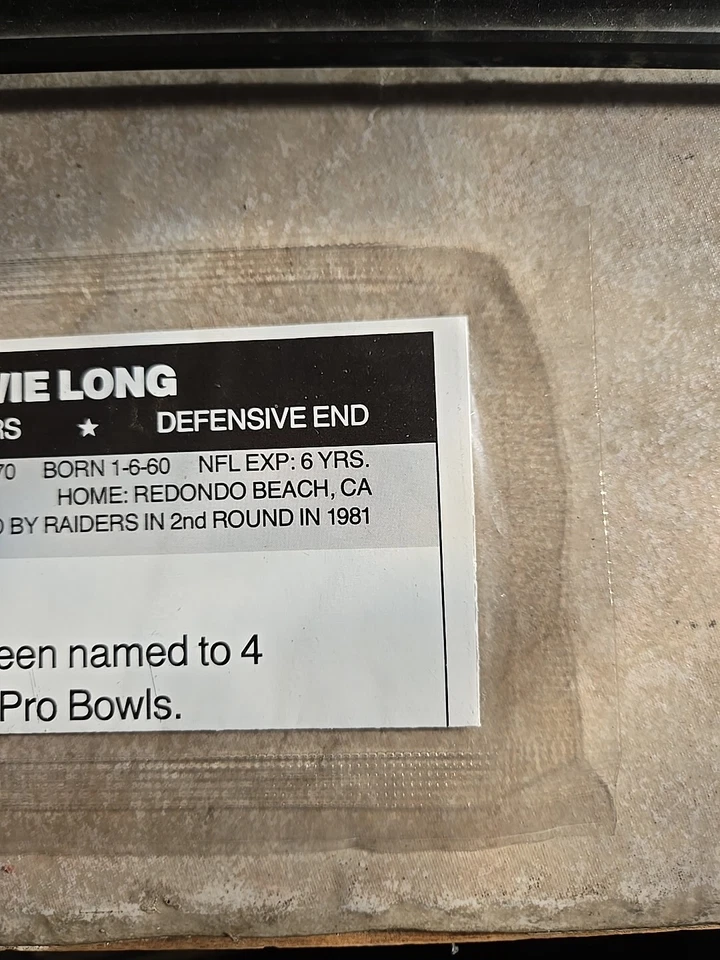 WIE LONG
RS ★ DEFENSIVE END
70 BORN 1-6-60 NFL EXP: 6 YRS.
HOME: REDONDO BEACH, CA
D BY RAIDERS IN 2nd ROUND IN 1981
een named to 4
Pro Bowls.